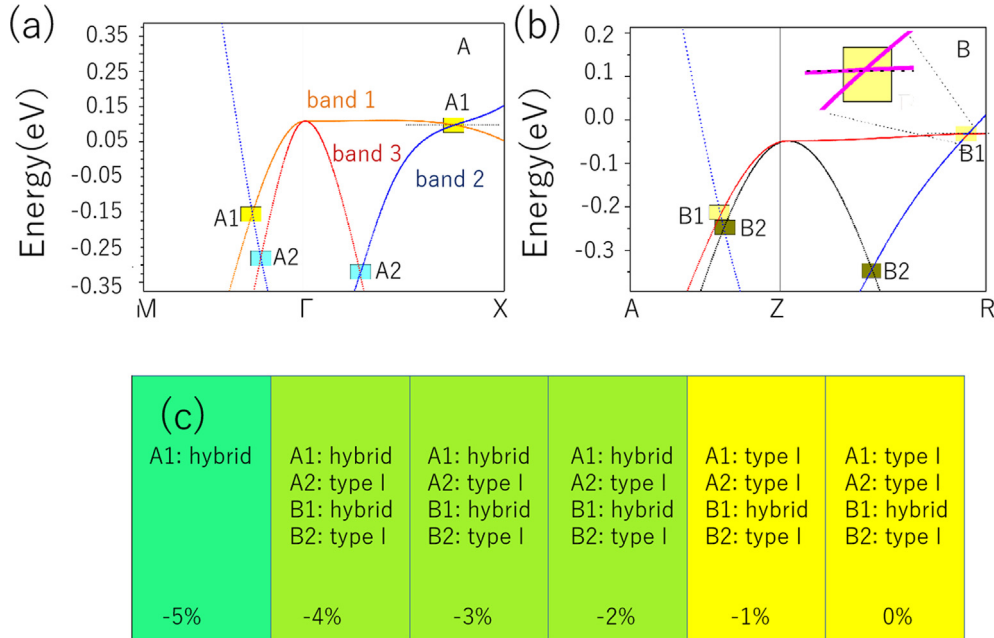 (a)
A
0.35
0.25
0.15
0.05
-0.05
-0.15
-0.25
-0.35
Energy(eV)
band 1
band 3
band 2
A1
A1
A2
A2
M
Γ
X
(b)
B
0.2
0.1
0.0
-0.1
-0.2
-0.3
Energy(eV)
B1
B1
B2
B2
A
Z
R
(c)
A1: hybrid
-5%
A1: hybrid
A2: type I
B1: hybrid
B2: type I
-4%
A1: hybrid
A2: type I
B1: hybrid
B2: type I
-3%
A1: hybrid
A2: type I
B1: hybrid
B2: type I
-2%
A1: type I
A2: type I
B1: hybrid
B2: type I
-1%
A1: type I
A2: type I
B1: hybrid
B2: type I
0%